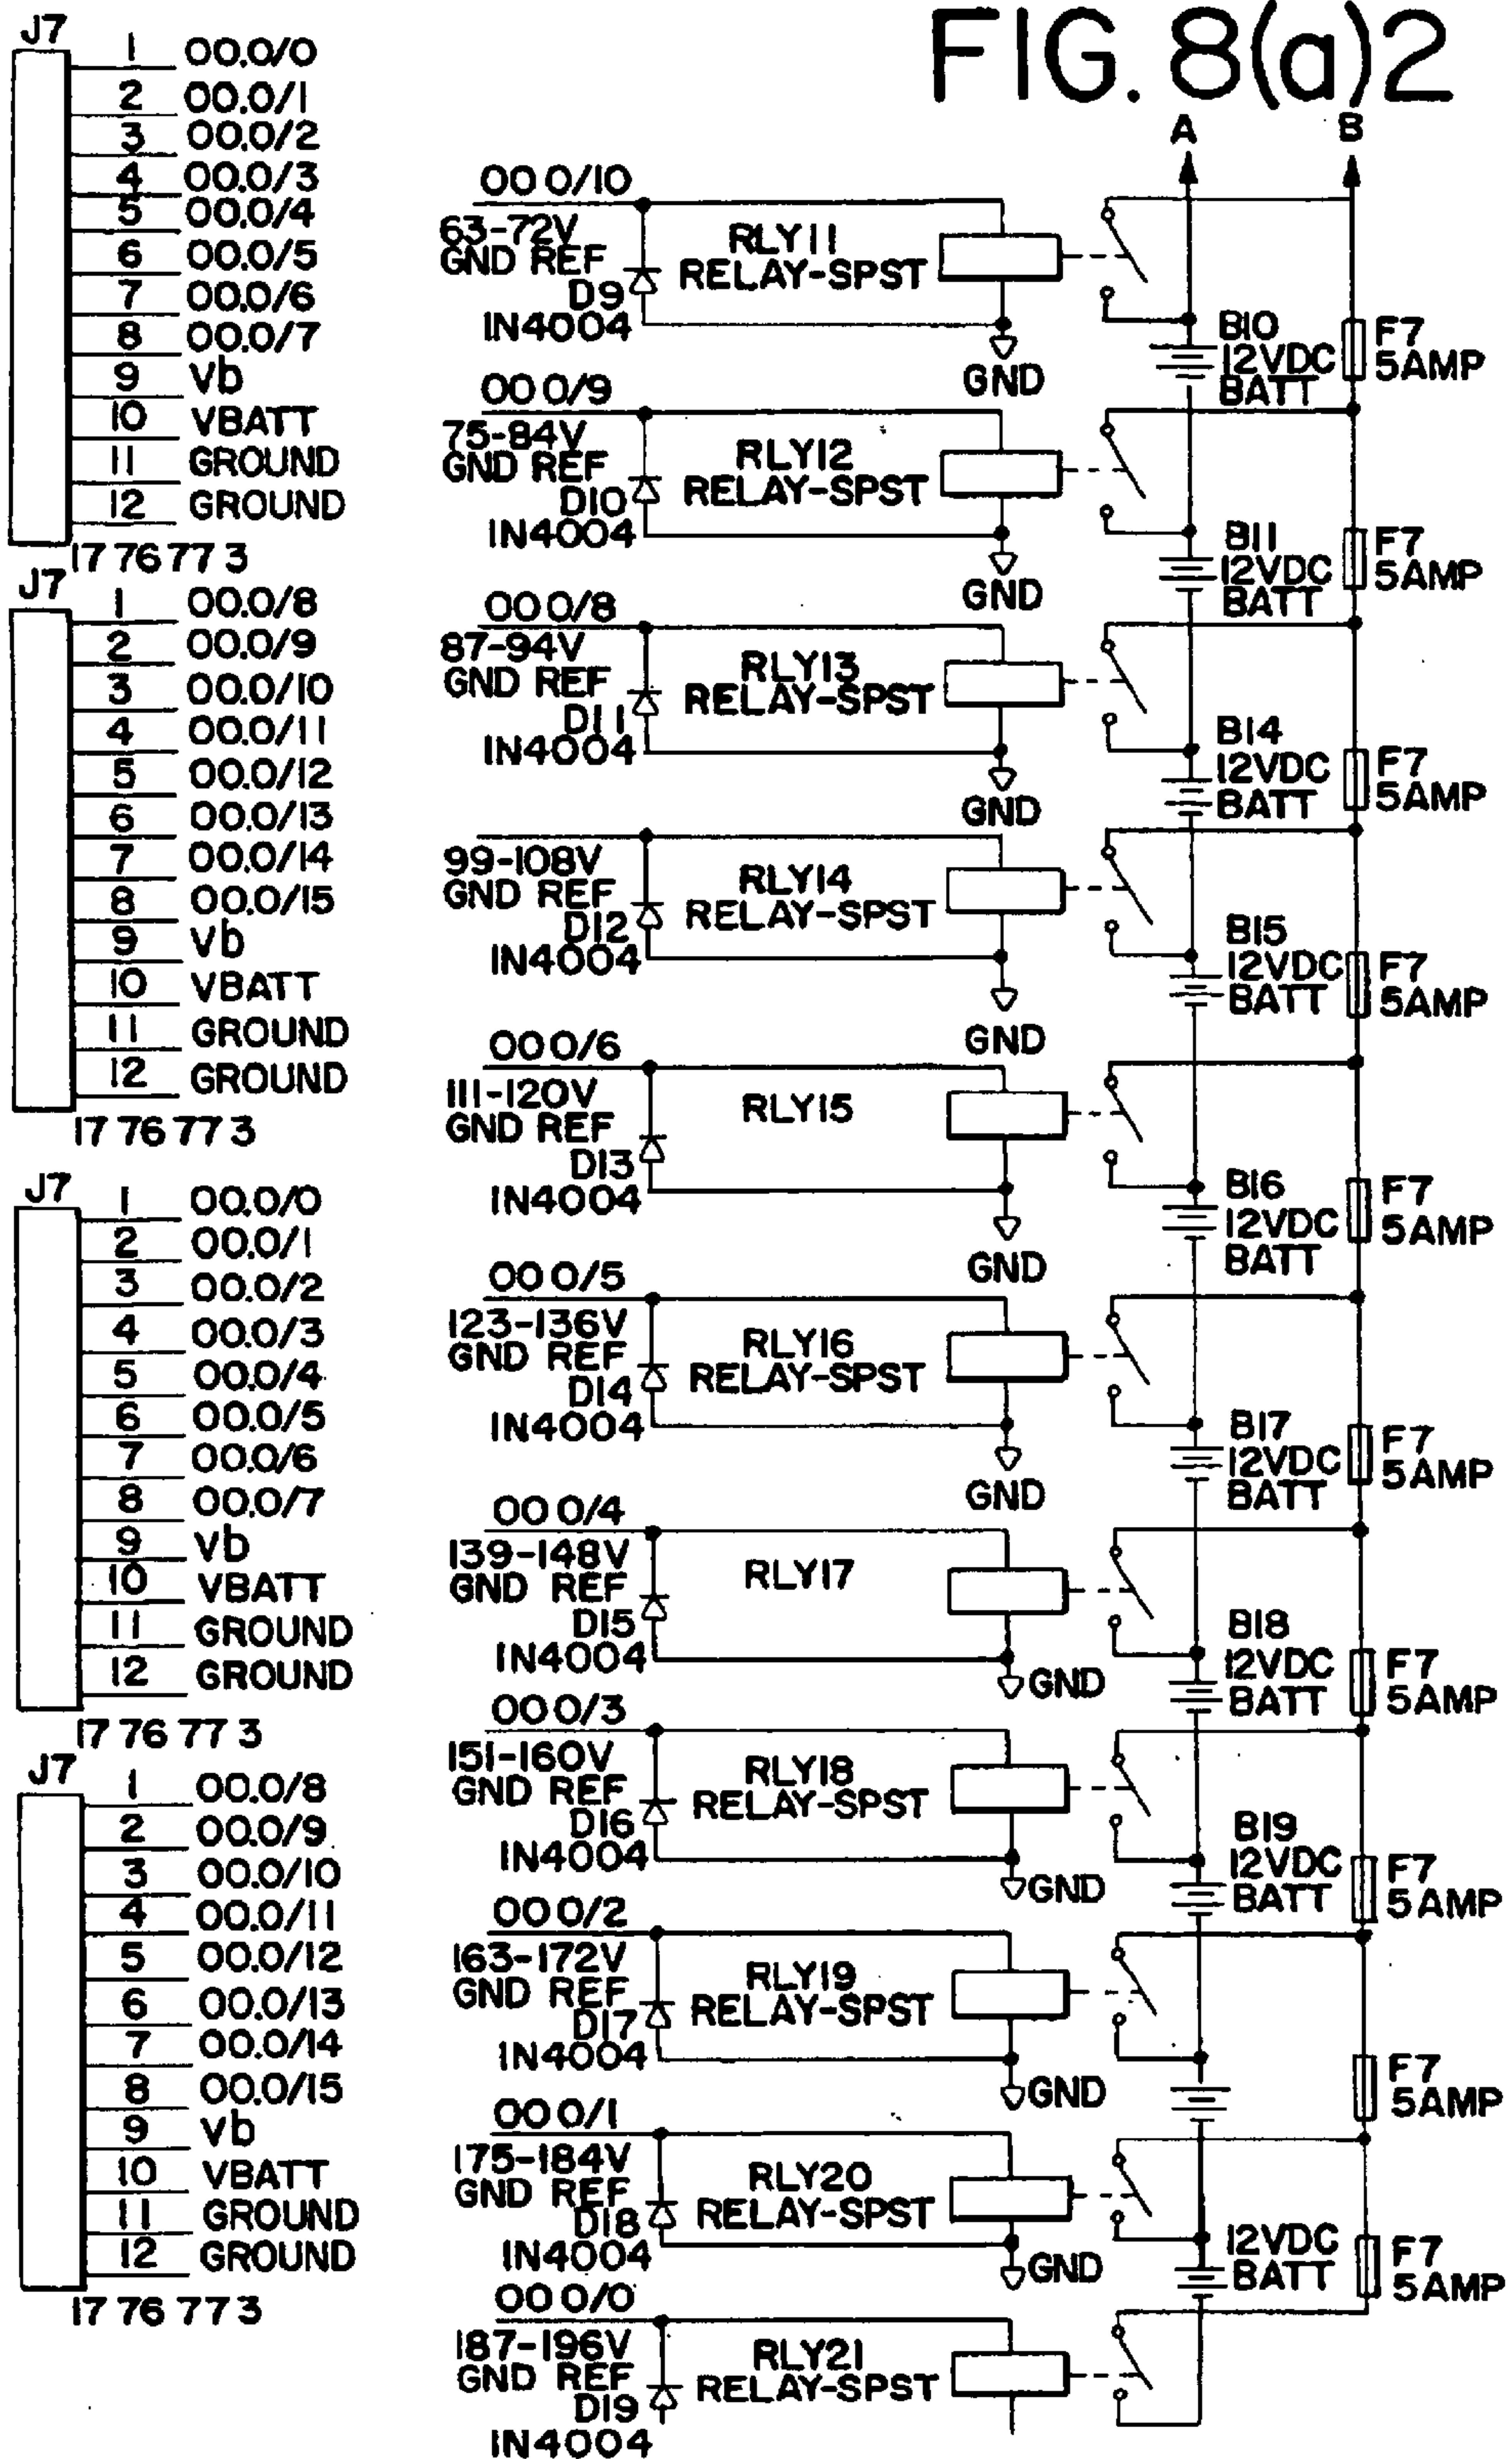 FIG. 8(a)2
J7
1 00.0/0
2 00.0/1
3 00.0/2
4 00.0/3
5 00.0/4
6 00.0/5
7 00.0/6
8 00.0/7
9 Vb
10 VBATT
11 GROUND
12 GROUND
17 76 77 3
J7
1 00.0/8
2 00.0/9
3 00.0/10
4 00.0/11
5 00.0/12
6 00.0/13
7 00.0/14
8 00.0/15
9 Vb
10 VBATT
11 GROUND
12 GROUND
17 76 77 3
J7
1 00.0/0
2 00.0/1
3 00.0/2
4 00.0/3
5 00.0/4
6 00.0/5
7 00.0/6
8 00.0/7
9 Vb
10 VBATT
11 GROUND
12 GROUND
17 76 77 3
J7
1 00.0/8
2 00.0/9
3 00.0/10
4 00.0/11
5 00.0/12
6 00.0/13
7 00.0/14
8 00.0/15
9 Vb
10 VBATT
11 GROUND
12 GROUND
17 76 77 3
A B
00 0/10
63-72V
GND REF
D9
1N4004
RLY11
RELAY-SPST
GND
B10
12VDC
BATT
F7
5AMP
00 0/9
75-84V
GND REF
D10
1N4004
RLY12
RELAY-SPST
GND
B11
12VDC
BATT
F7
5AMP
00 0/8
87-94V
GND REF
D11
1N4004
RLY13
RELAY-SPST
GND
B14
12VDC
BATT
F7
5AMP
99-108V
GND REF
D12
1N4004
RLY14
RELAY-SPST
GND
B15
12VDC
BATT
F7
5AMP
00 0/6
111-120V
GND REF
D13
1N4004
RLY15
GND
B16
12VDC
BATT
F7
5AMP
00 0/5
123-136V
GND REF
D14
1N4004
RLY16
RELAY-SPST
GND
B17
12VDC
BATT
F7
5AMP
00 0/4
139-148V
GND REF
D15
1N4004
RLY17
GND
B18
12VDC
BATT
F7
5AMP
00 0/3
151-160V
GND REF
D16
1N4004
RLY18
RELAY-SPST
GND
B19
12VDC
BATT
F7
5AMP
00 0/2
163-172V
GND REF
D17
1N4004
RLY19
RELAY-SPST
GND
F7
5AMP
00 0/1
175-184V
GND REF
D18
1N4004
RLY20
RELAY-SPST
GND
12VDC
BATT
F7
5AMP
00 0/0
187-196V
GND REF
D19
1N4004
RLY21
RELAY-SPST